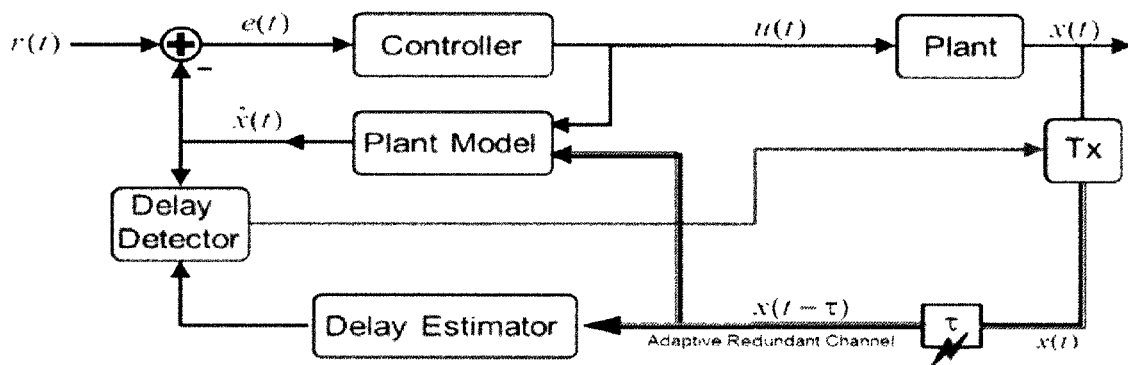 r(t)
e(t)
Controller
u(t)
Plant
x(t)
x̂(t)
Plant Model
Tx
Delay
Detector
Delay Estimator
x(t − τ)
Adaptive Redundant Channel
τ
x(t)
+
−